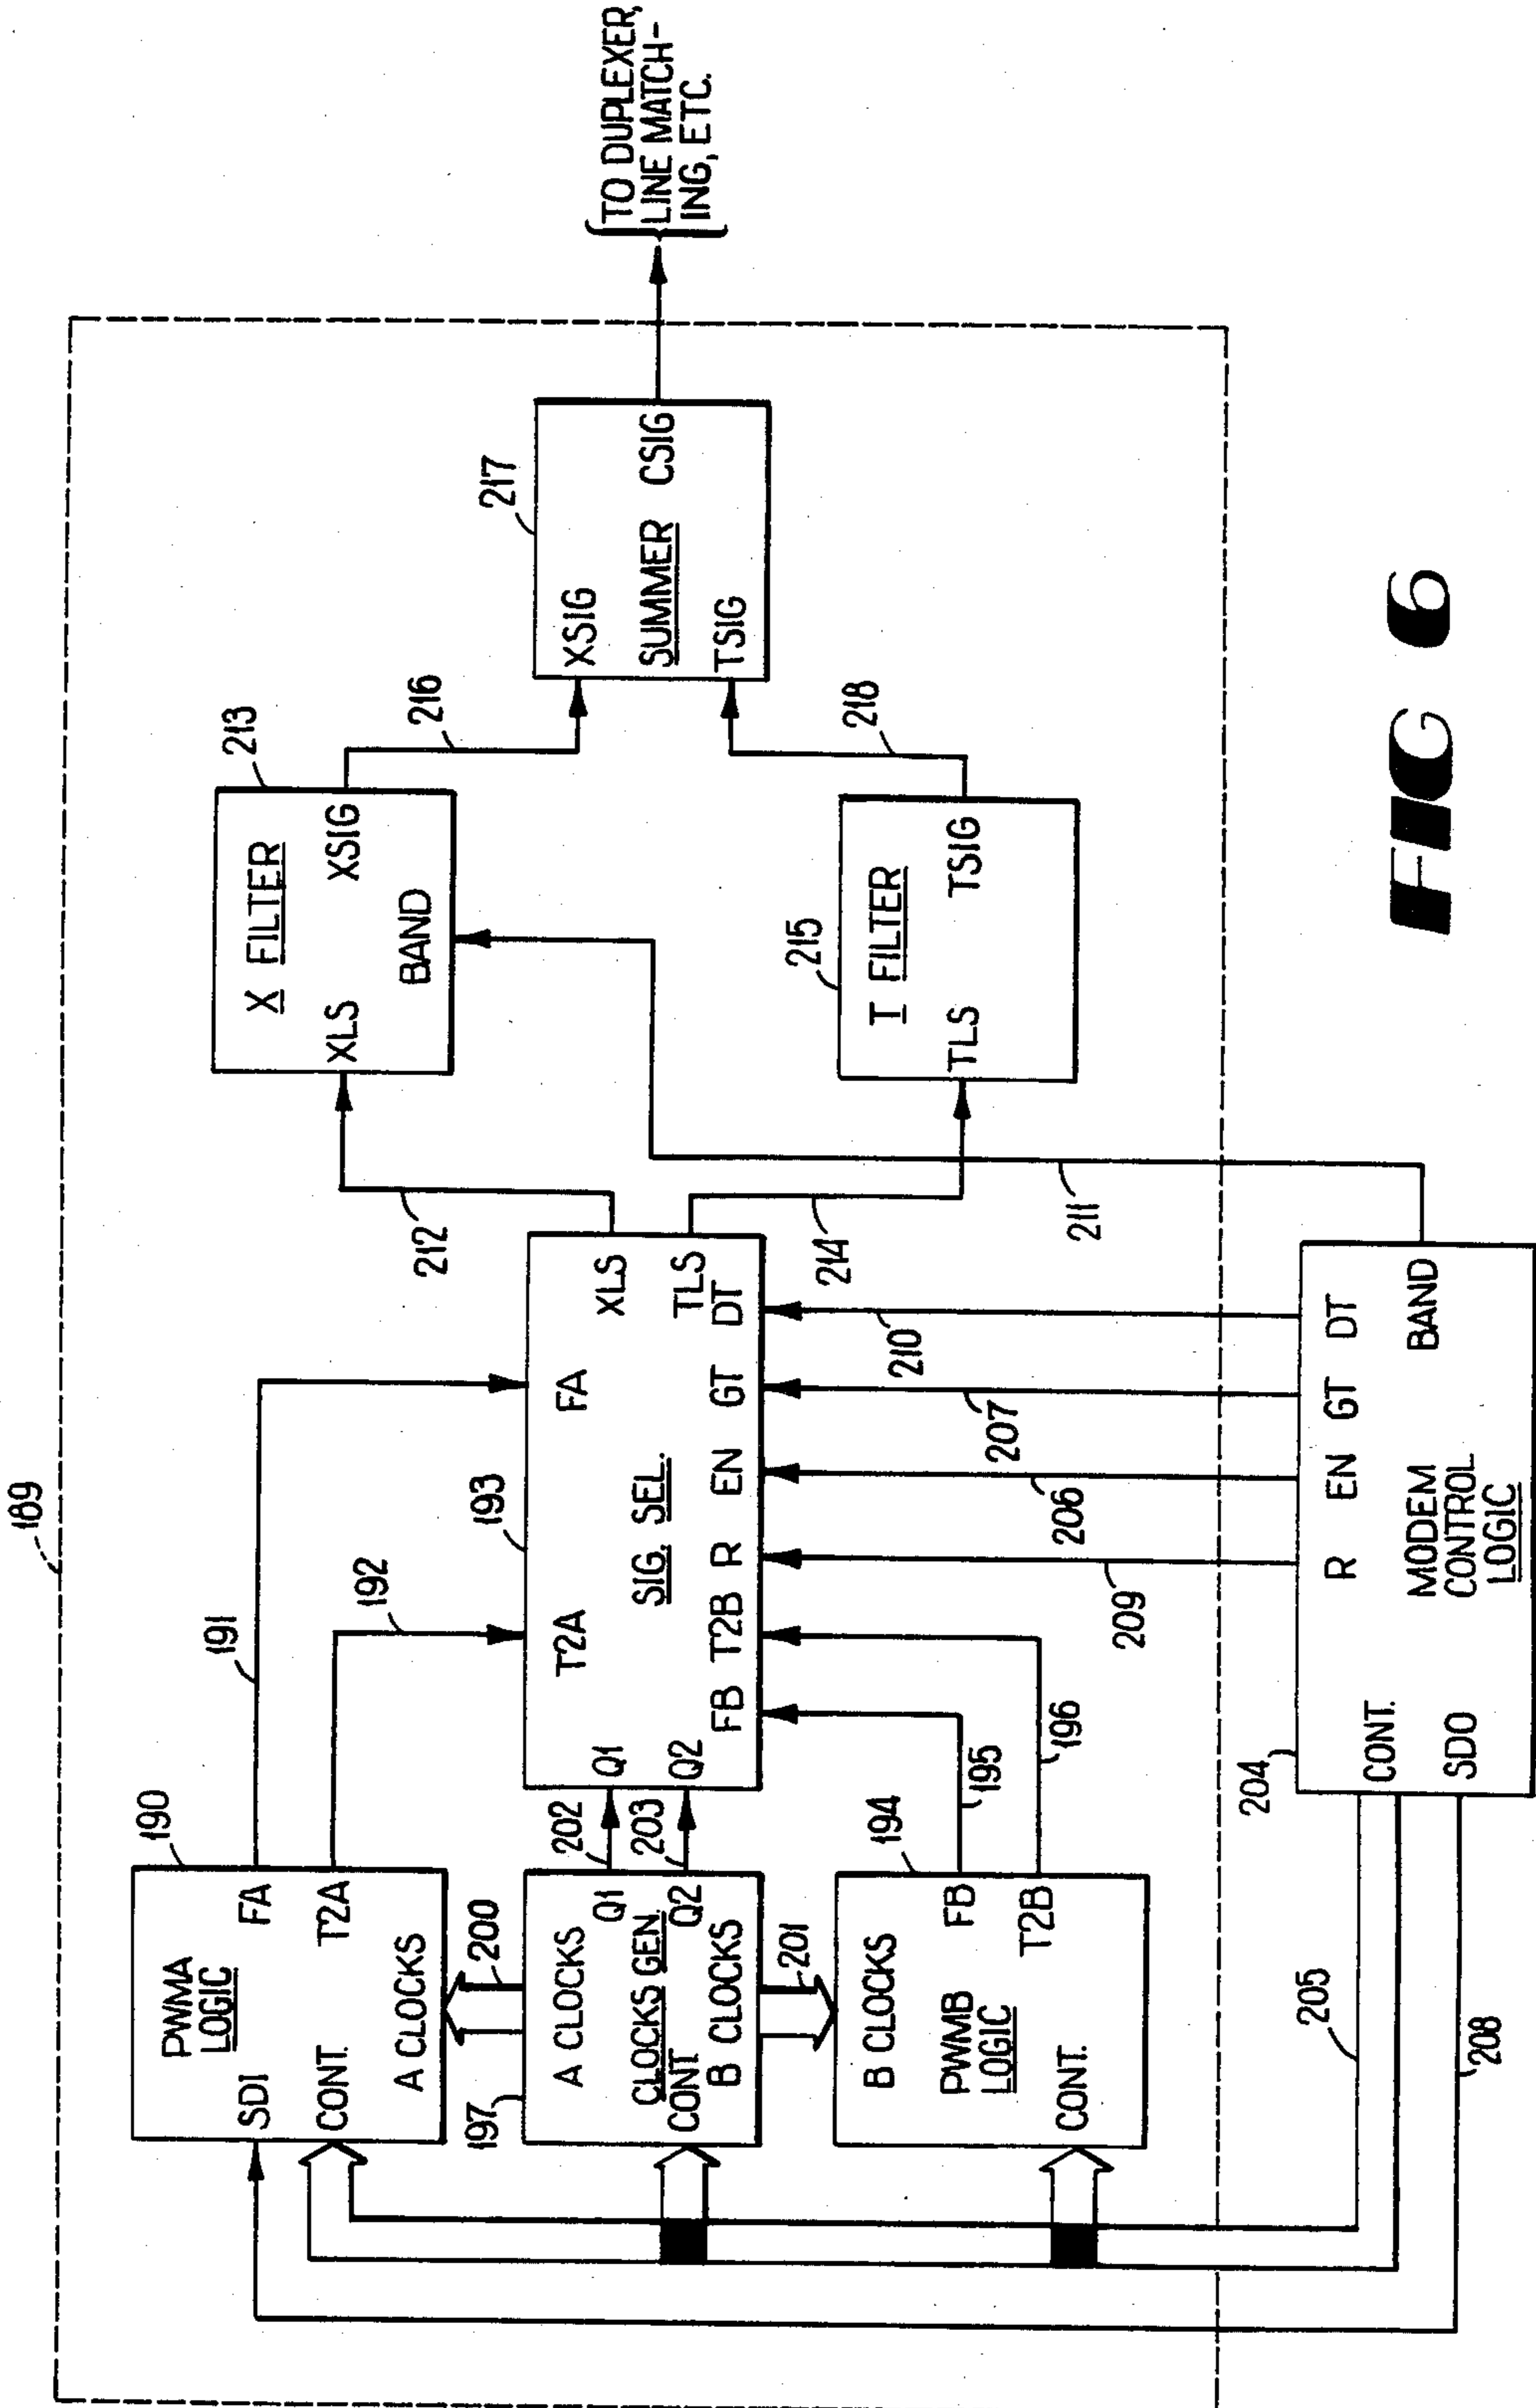 189
190
PWMA
LOGIC
SDI
FA
CONT.
T2A
A CLOCKS
191
192
200
197
A CLOCKS
Q1
CLOCKS GEN.
CONT
Q2
B CLOCKS
201
202
203
194
B CLOCKS
PWMB
LOGIC
FB
T2B
CONT.
195
196
193
T2A
FA
Q1
SIG. SEL.
XLS
Q2
TLS
FB T2B R EN GT DT
209
206
207
210
204
R EN GT DT
CONT.
MODEM
CONTROL
LOGIC
BAND
SDO
205
208
211
212
214
213
X FILTER
XLS
XSIG
BAND
215
T FILTER
TLS
TSIG
216
218
217
XSIG
SUMMER CSIG
TSIG
TO DUPLEXER,
LINE MATCH-
ING, ETC.
FIG 6